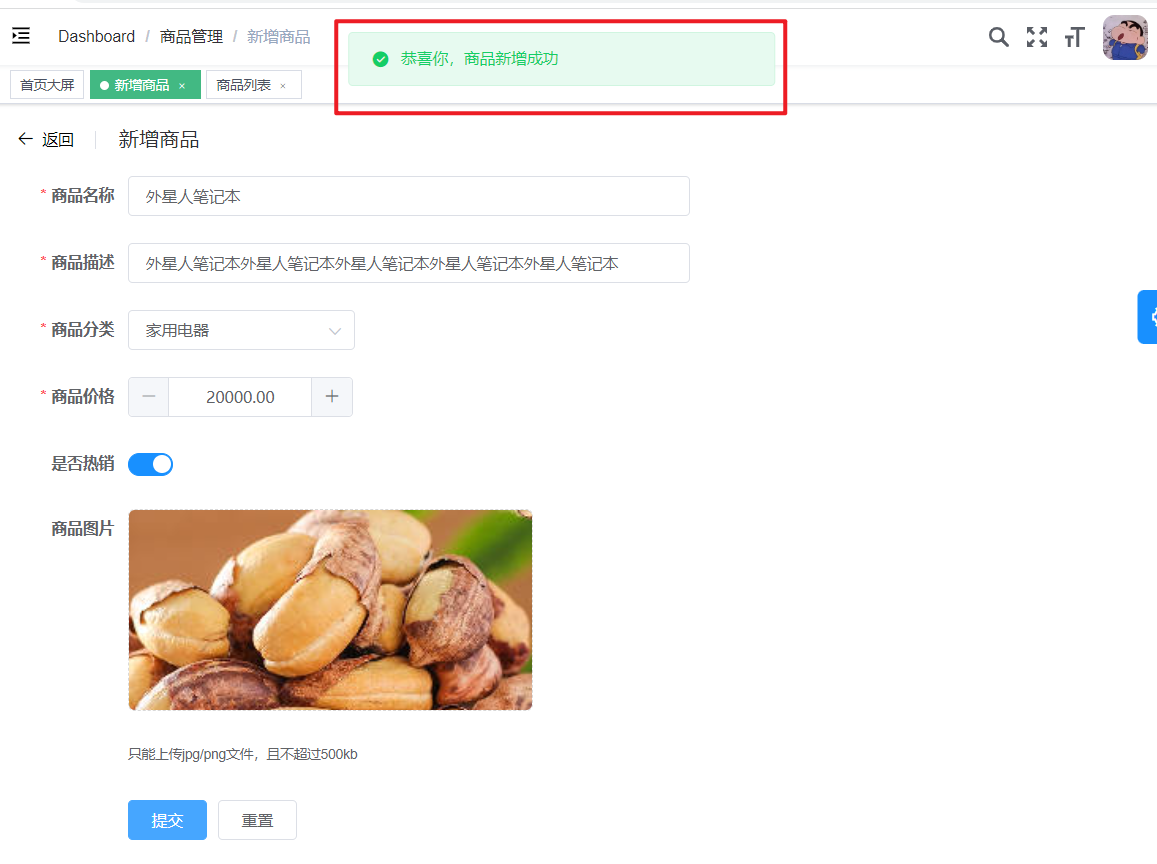 Dashboard / 商品管理 / 新增商品
恭喜你，商品新增成功
首页大屏 新增商品 × 商品列表 ×
返回 新增商品
* 商品名称 外星人笔记本
* 商品描述 外星人笔记本外星人笔记本外星人笔记本外星人笔记本外星人笔记本
* 商品分类 家用电器
* 商品价格 20000.00
是否热销
商品图片
只能上传jpg/png文件，且不超过500kb
提交 重置